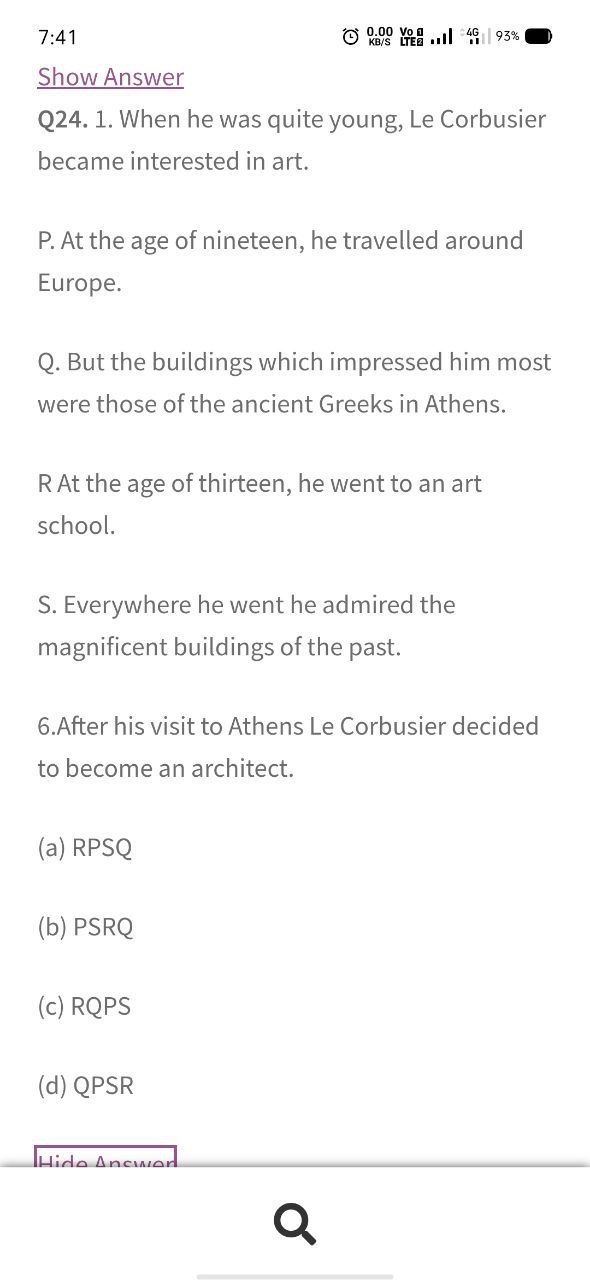 7:41
0.00 KB/S Vo 1 LTE2 4G 93%
Show Answer
Q24. 1. When he was quite young, Le Corbusier
became interested in art.
P. At the age of nineteen, he travelled around
Europe.
Q. But the buildings which impressed him most
were those of the ancient Greeks in Athens.
R At the age of thirteen, he went to an art
school.
S. Everywhere he went he admired the
magnificent buildings of the past.
6.After his visit to Athens Le Corbusier decided
to become an architect.
(a) RPSQ
(b) PSRQ
(c) RQPS
(d) QPSR
Hide Answer